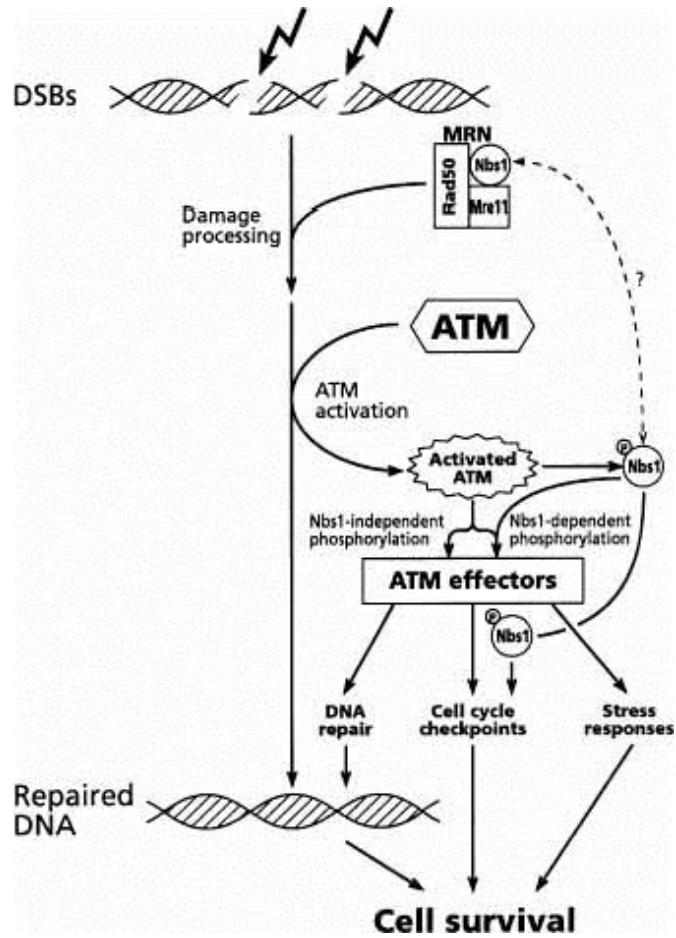 DSBs
MRN
Rad50
Nbs1
Mre11
Damage
processing
?
ATM
ATM
activation
Activated
ATM
P
Nbs1
Nbs1-independent
phosphorylation
Nbs1-dependent
phosphorylation
ATM effectors
P
Nbs1
DNA
repair
Cell cycle
checkpoints
Stress
responses
Repaired
DNA
Cell survival